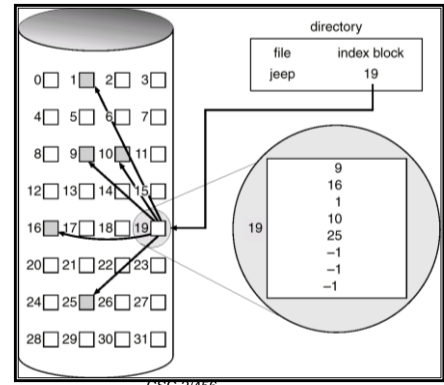 directory
file index block
jeep 19
0 1 2 3
4 5 6 7
8 9 10 11
12 13 14 15
16 17 18 19
20 21 22 23
24 25 26 27
28 29 30 31
19
9
16
1
10
25
–1
–1
–1